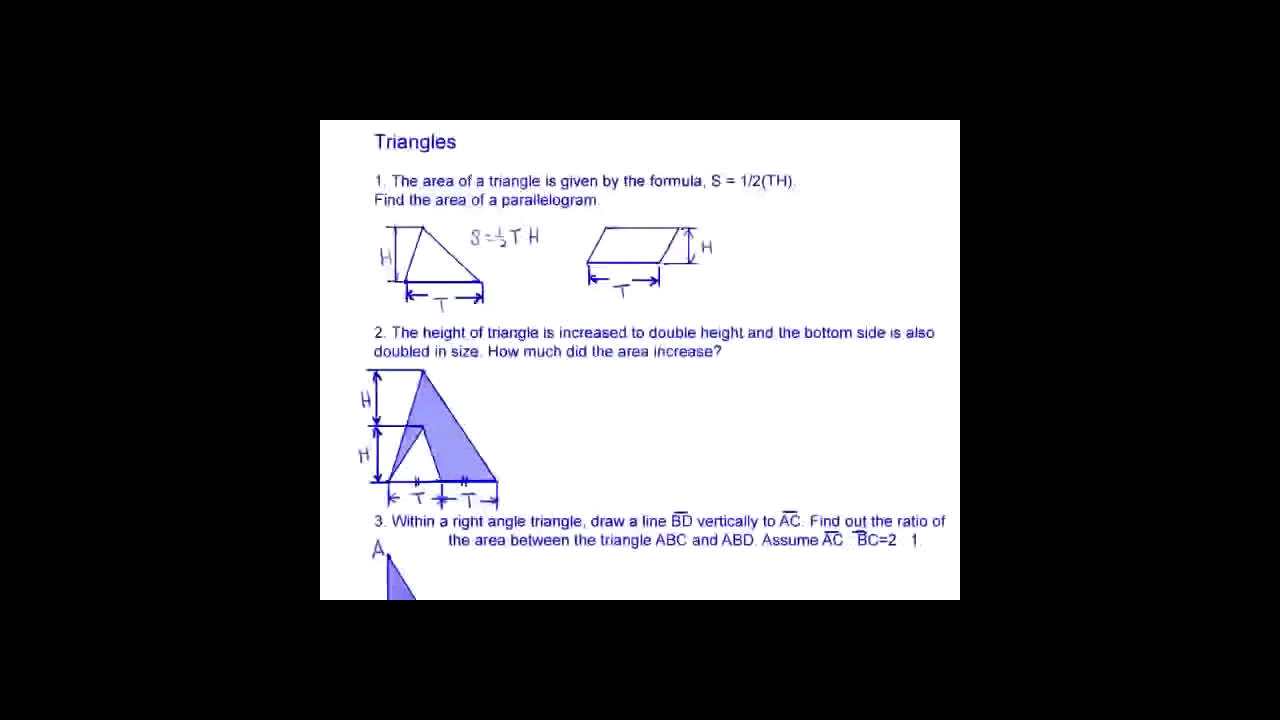 Triangles
1. The area of a triangle is given by the formula, S = 1/2(TH).
Find the area of a parallelogram.
H
S=1/2 T H
T
H
T
2. The height of triangle is increased to double height and the bottom side is also
doubled in size. How much did the area increase?
H
H
T
T
3. Within a right angle triangle, draw a line BD vertically to AC. Find out the ratio of
the area between the triangle ABC and ABD. Assume AC BC=2 1.
A